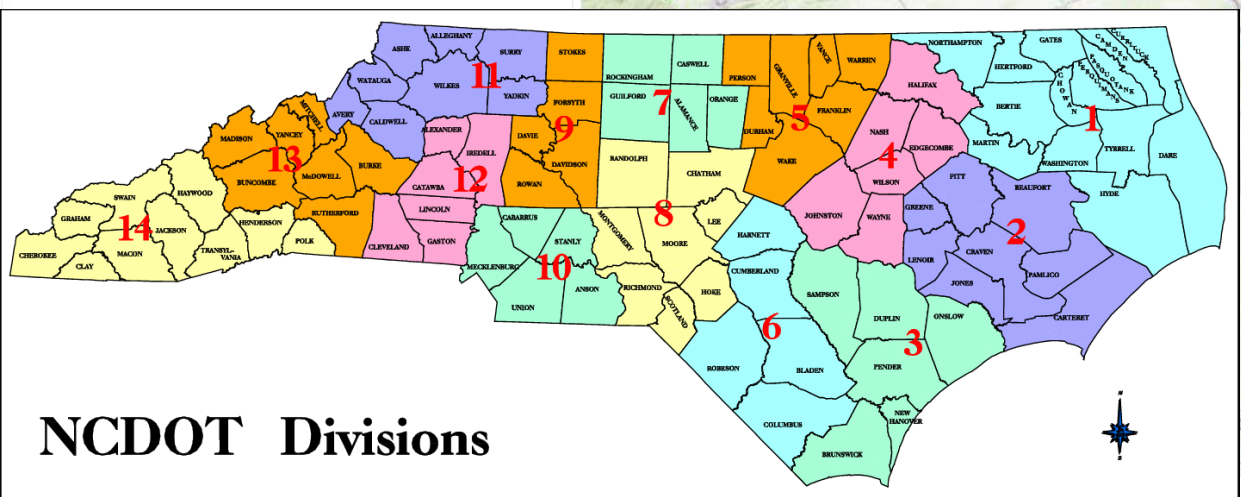 ALLEGHANY
ASHE
SURRY
STOKES
ROCKINGHAM
CASWELL
PERSON
GRANVILLE
VANCE
WARREN
NORTHAMPTON
GATES
CAMDEN
CURRITUCK
PASQUOTANK
PERQUIMANS
CHOWAN
HERTFORD
HALIFAX
BERTIE
WATAUGA
WILKES
11
YADKIN
FORSYTH
GUILFORD
7
ALAMANCE
ORANGE
DURHAM
5
FRANKLIN
NASH
EDGECOMBE
MARTIN
1
WASHINGTON
TYRRELL
DARE
MITCHELL
AVERY
CALDWELL
ALEXANDER
IREDELL
DAVIE
9
DAVIDSON
RANDOLPH
CHATHAM
WAKE
4
WILSON
PITT
BEAUFORT
HYDE
MADISON
YANCEY
13
BUNCOMBE
McDOWELL
BURKE
CATAWBA
12
ROWAN
LINCOLN
8
LEE
JOHNSTON
WAYNE
GREENE
2
HAYWOOD
SWAIN
GRAHAM
14
JACKSON
HENDERSON
RUTHERFORD
POLK
CLEVELAND
GASTON
CABARRUS
STANLY
MONTGOMERY
MOORE
HARNETT
LENOIR
CRAVEN
PAMLICO
CHEROKEE
CLAY
MACON
TRANSYL-
VANIA
MECKLENBURG
10
UNION
ANSON
RICHMOND
SCOTLAND
HOKE
CUMBERLAND
SAMPSON
DUPLIN
ONSLOW
JONES
CARTERET
6
3
ROBESON
BLADEN
PENDER
COLUMBUS
NEW
HANOVER
BRUNSWICK
N
S
NCDOT Divisions